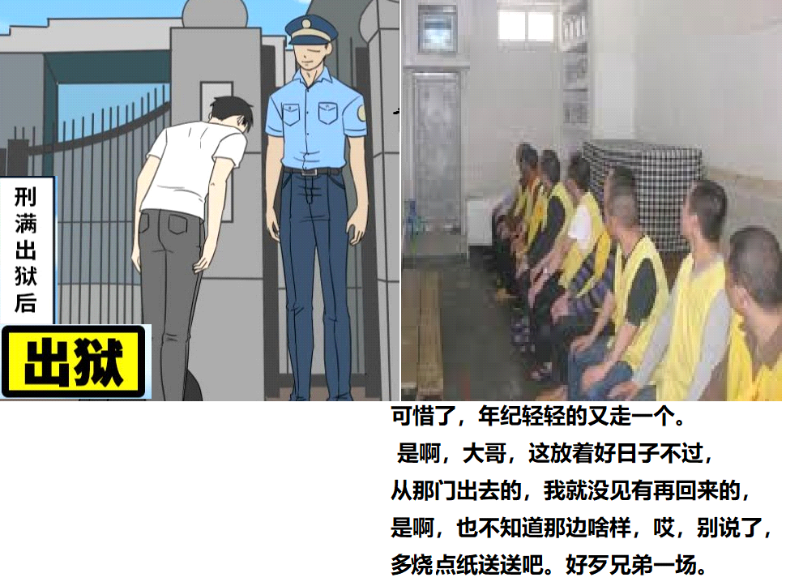 刑满出狱后
出狱
可惜了，年纪轻轻的又走一个。
是啊，大哥，这放着好日子不过，
从那门出去的，我就没见有再回来的，
是啊，也不知道那边啥样，哎，别说了，
多烧点纸送送吧。好歹兄弟一场。